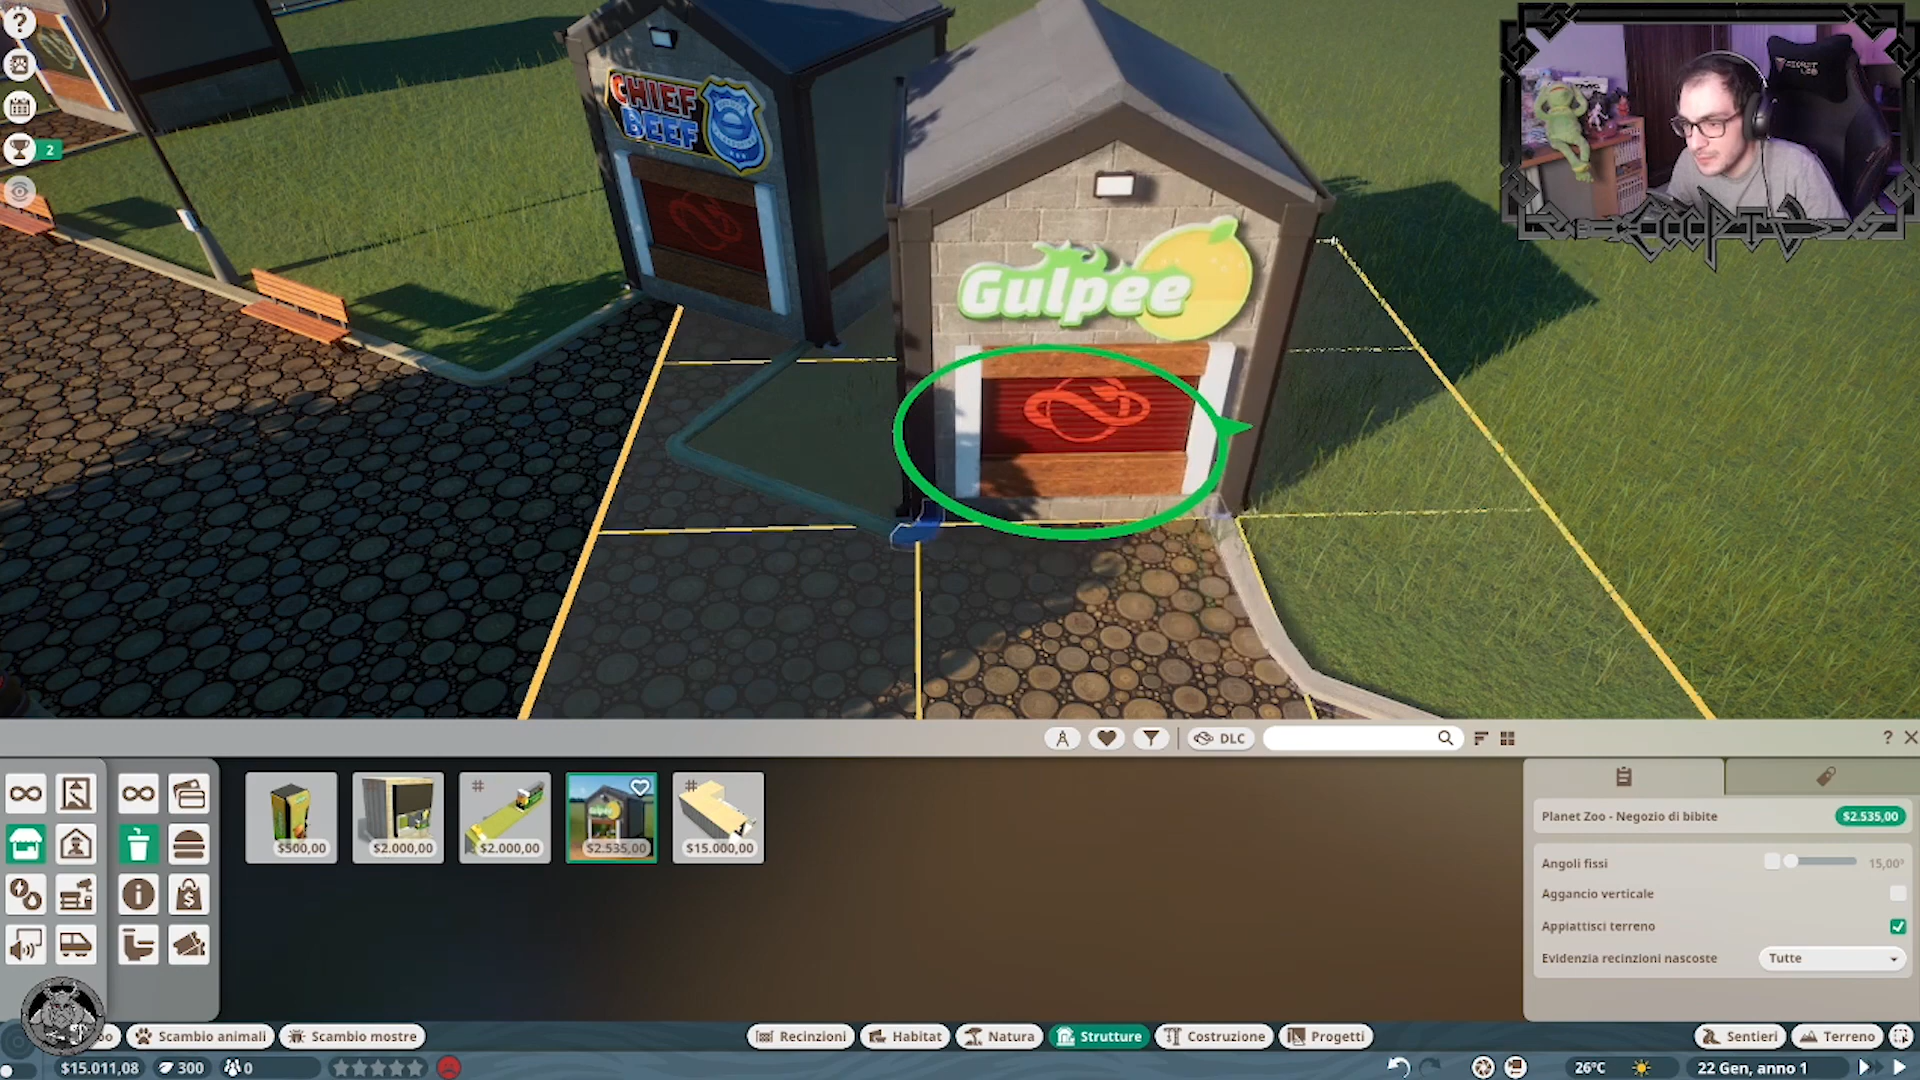 ?
2
CHIEF
BEEF
Gulpee
DLC
?
$500,00
$2.000,00
$2.000,00
$2.535,00
$15.000,00
Planet Zoo - Negozio di bibite
$2.535,00
Angoli fissi
15,00°
Aggancio verticale
Appiattisci terreno
Evidenzia recinzioni nascoste
Tutte
Scambio animali
Scambio mostre
Recinzioni
Habitat
Natura
Strutture
Costruzione
Progetti
Sentieri
Terreno
$15.011,08
300
0
26°C
22 Gen, anno 1